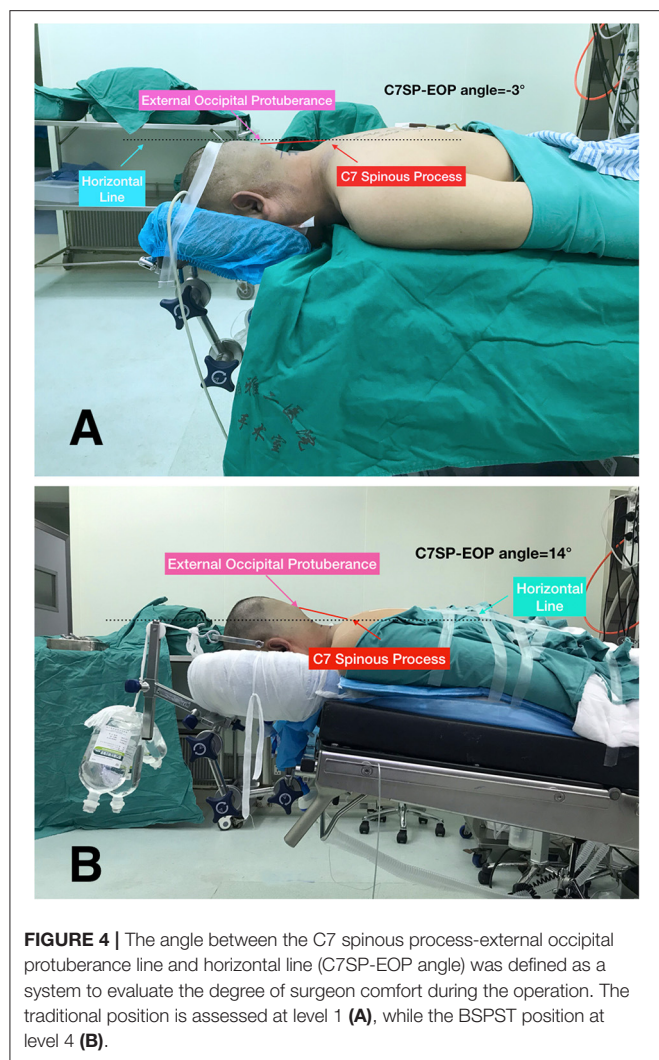 C7SP-EOP angle=-3°
External Occipital Protuberance
Horizontal
Line
C7 Spinous Process
A
C7SP-EOP angle=14°
External Occipital Protuberance
Horizontal
Line
C7 Spinous Process
B
FIGURE 4 | The angle between the C7 spinous process-external occipital
protuberance line and horizontal line (C7SP-EOP angle) was defined as a
system to evaluate the degree of surgeon comfort during the operation. The
traditional position is assessed at level 1 (A), while the BSPST position at
level 4 (B).